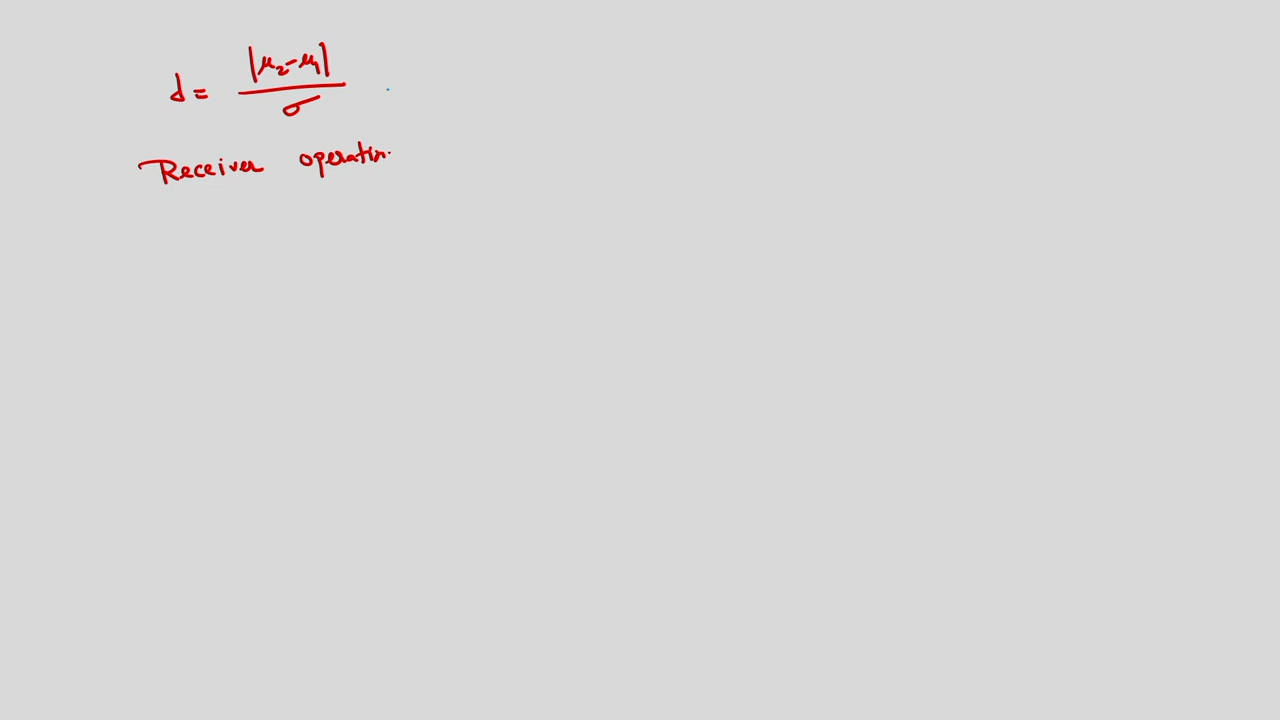 d = |μ₂-μ₁| / σ
Receiver operatin